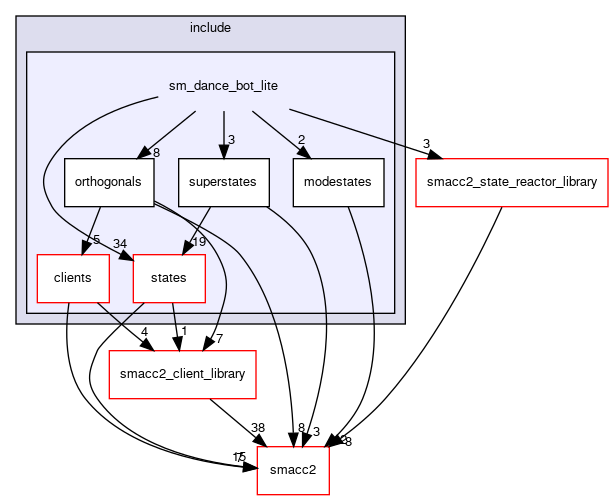 include
sm_dance_bot_lite
8
3
2
3
orthogonals
superstates
modestates
smacc2_state_reactor_library
5
34
19
clients
states
4
1
7
smacc2_client_library
38
8
3
8
15
smacc2